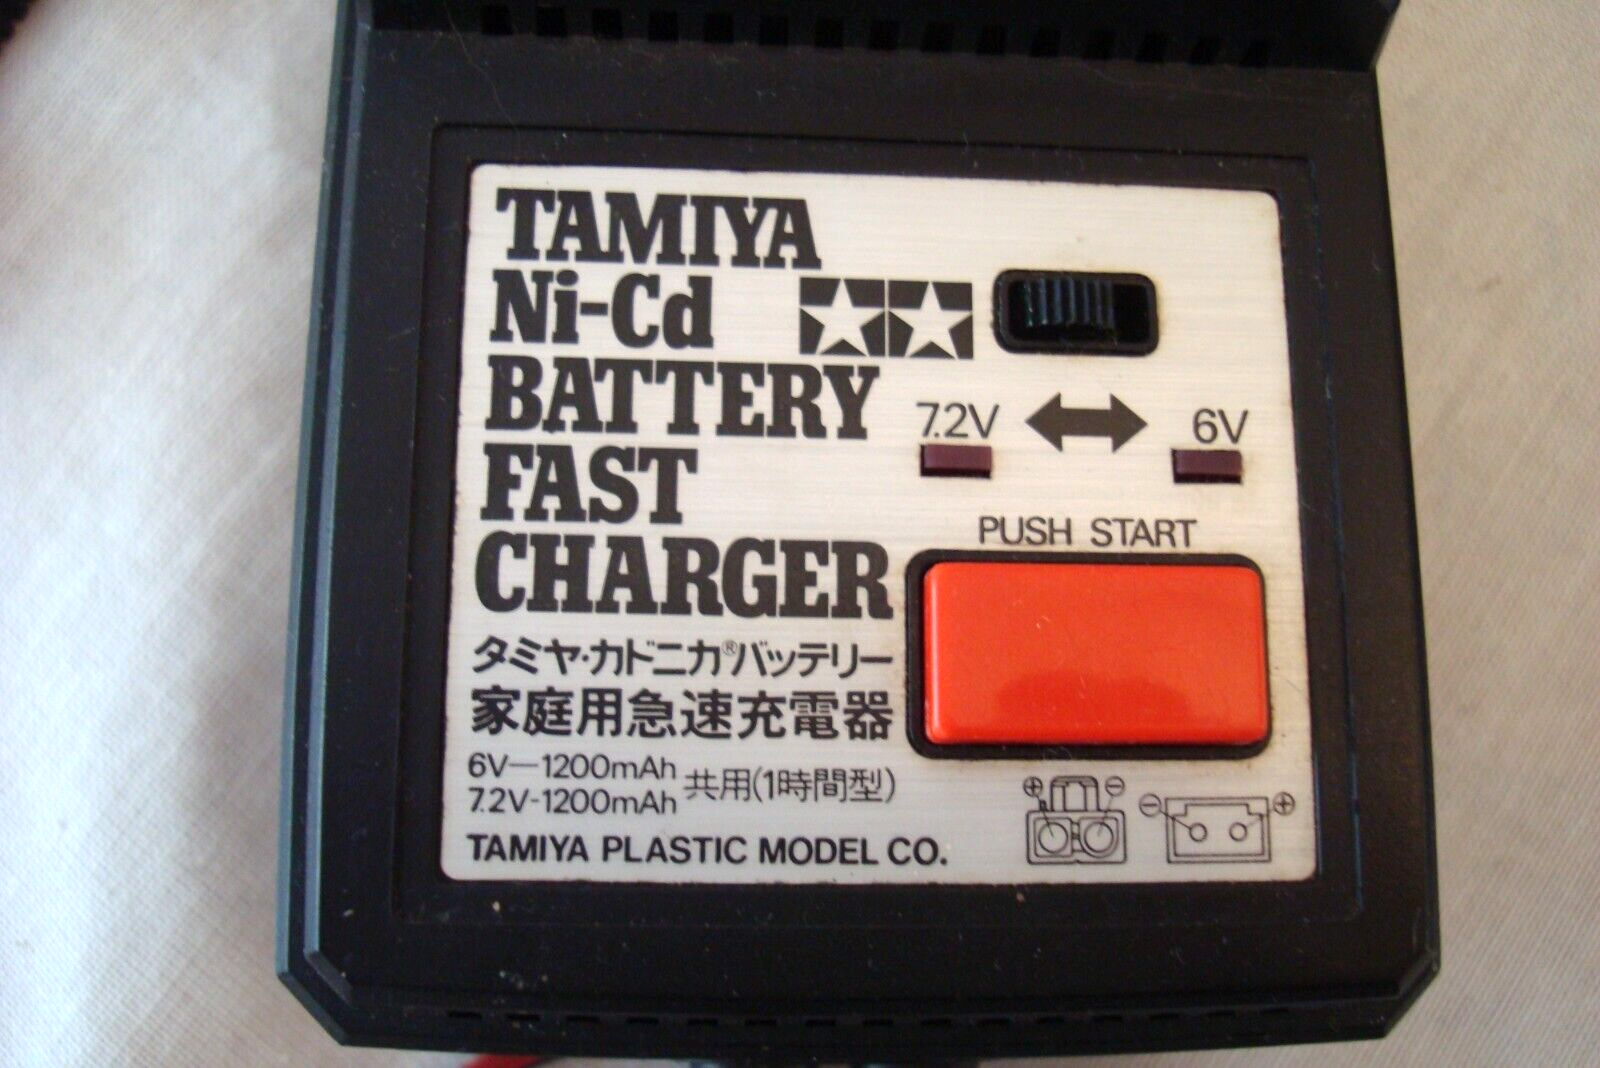 TAMIYA
Ni-Cd
BATTERY
FAST
CHARGER
タミヤ・カドニカ®バッテリー
家庭用急速充電器
6V—1200mAh
7.2V-1200mAh
共用(1時間型)
TAMIYA PLASTIC MODEL CO.
7.2V
6V
PUSH START
⊕ ⊖
⊖ ⊕